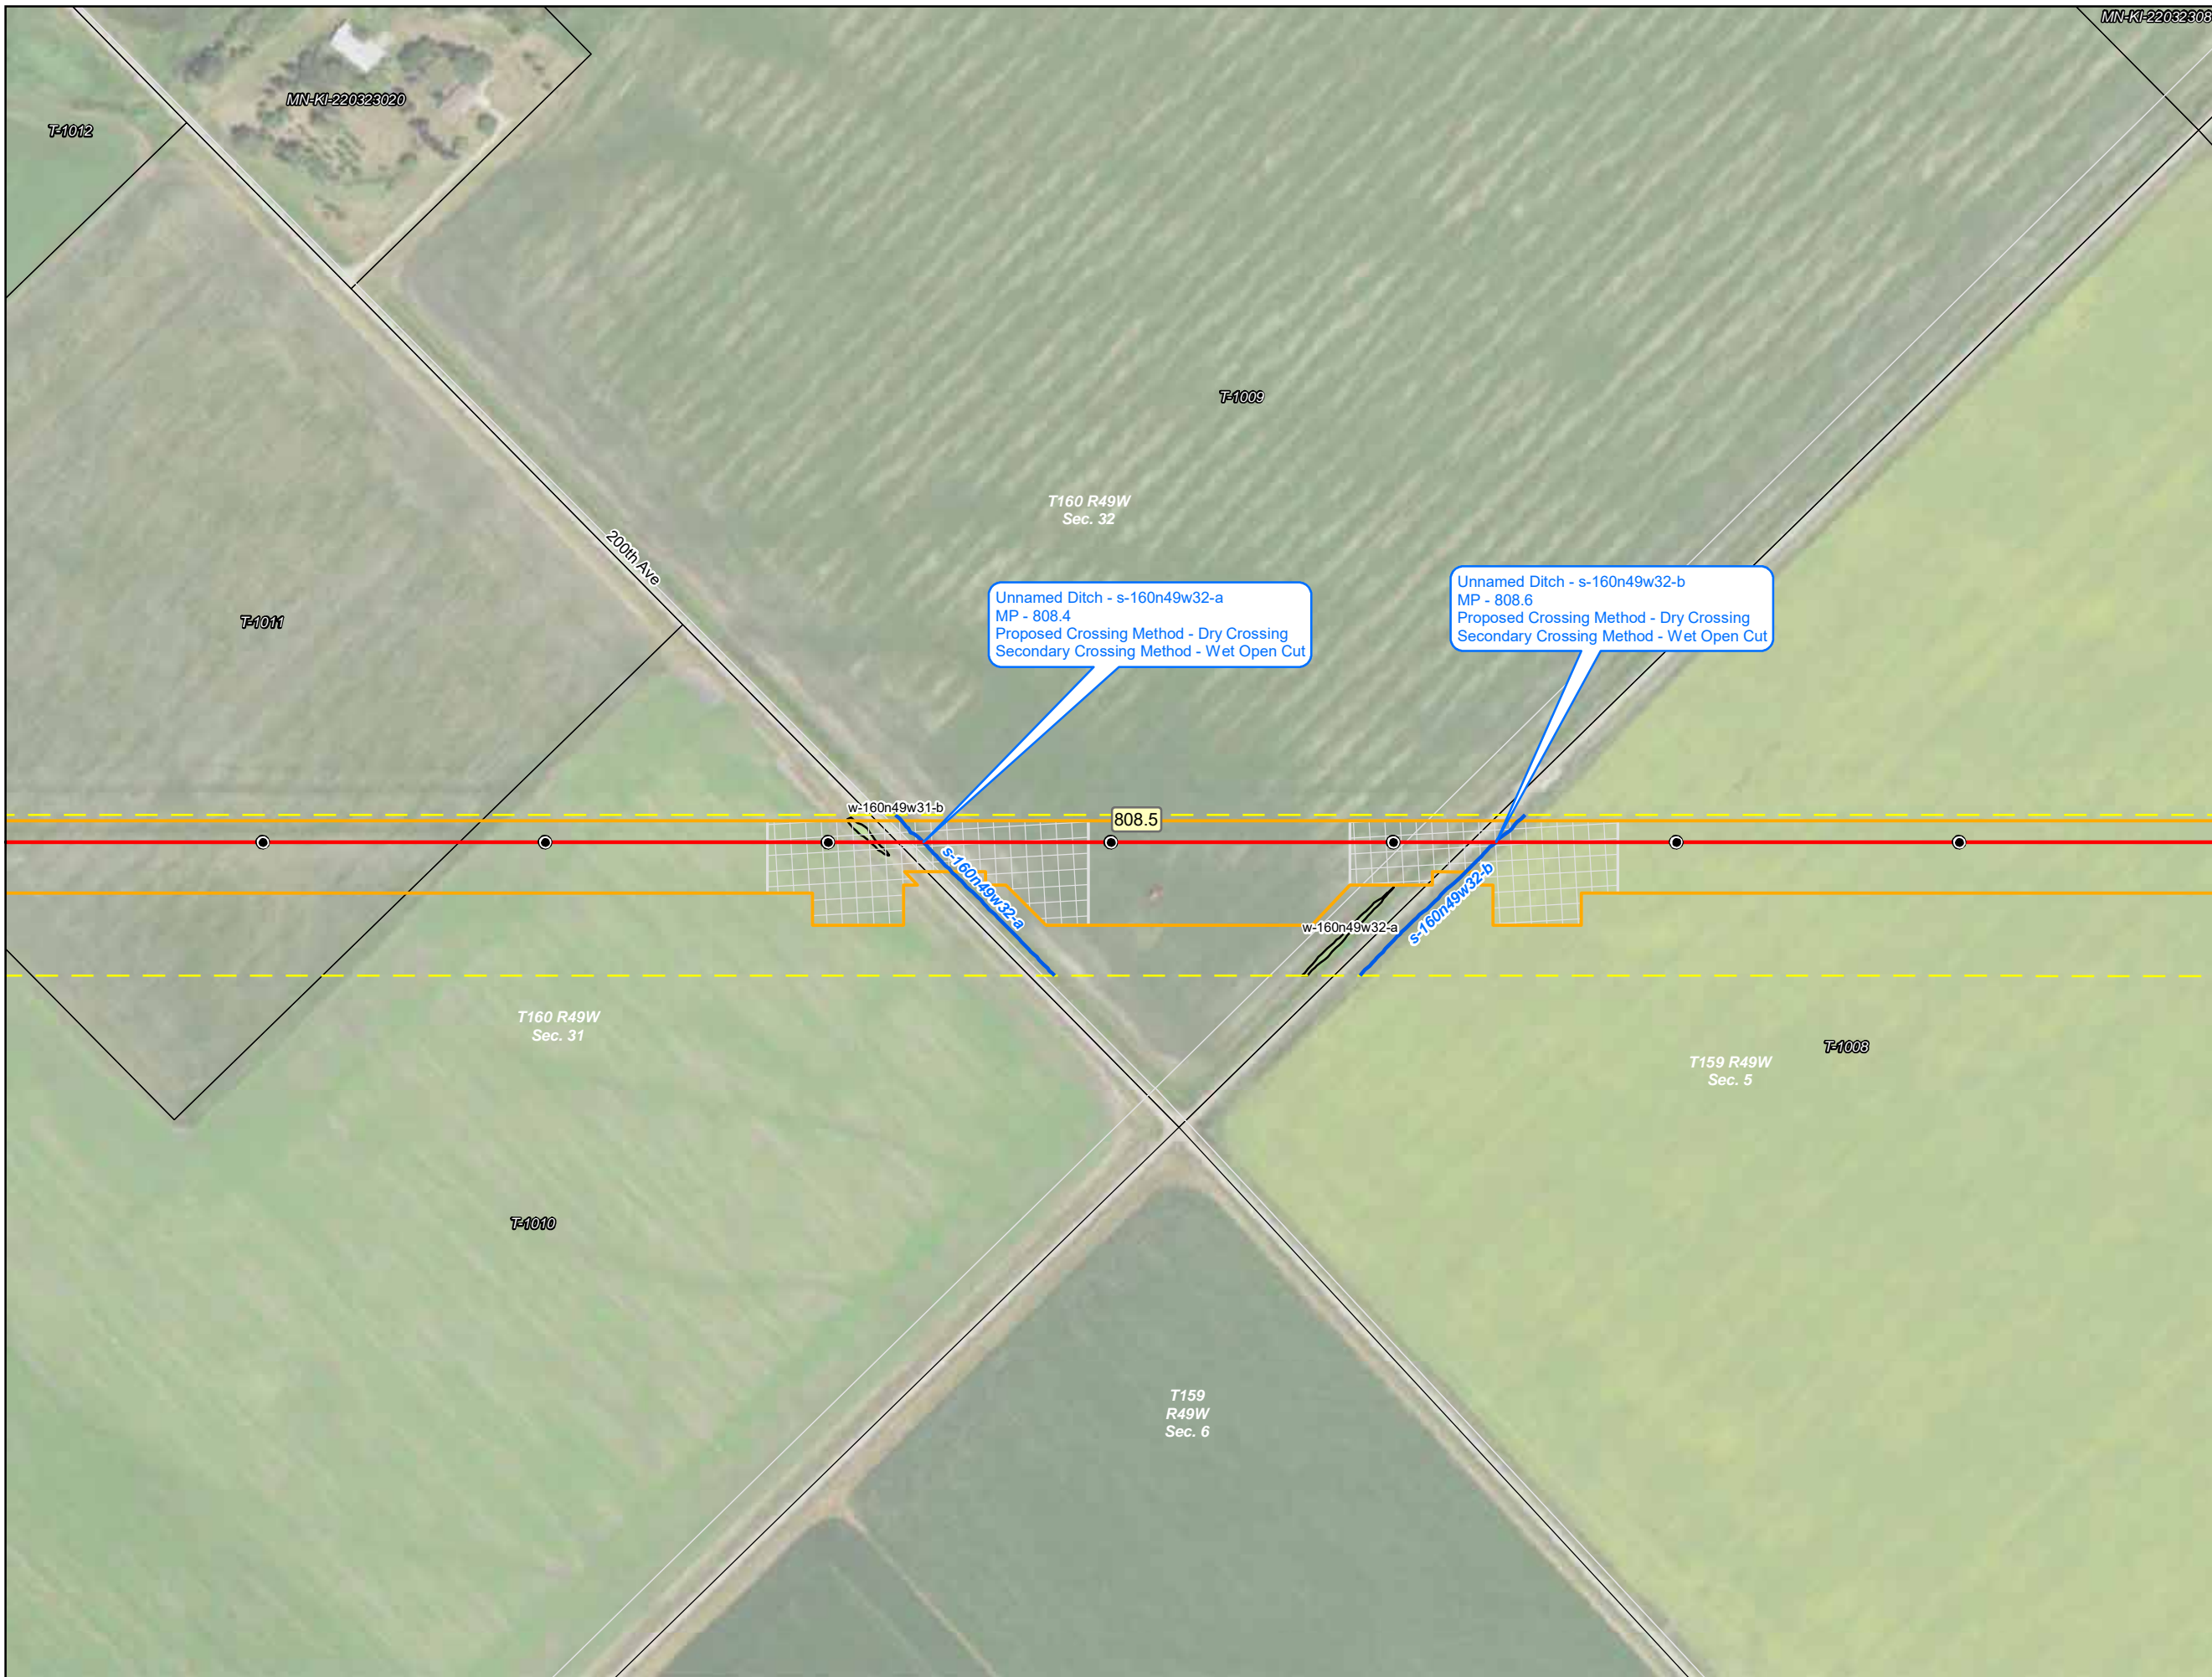 MN-KI-22032308
MN-KI-220323020
T-1012
T-1009
T160 R49W
Sec. 32
200th Ave
Unnamed Ditch - s-160n49w32-a
MP - 808.4
Proposed Crossing Method - Dry Crossing
Secondary Crossing Method - Wet Open Cut
Unnamed Ditch - s-160n49w32-b
MP - 808.6
Proposed Crossing Method - Dry Crossing
Secondary Crossing Method - Wet Open Cut
T-1011
w-160n49w31-b
808.5
s-160n49w32-a
s-160n49w32-b
w-160n49w32-a
T160 R49W
Sec. 31
T-1008
T159 R49W
Sec. 5
T-1010
T159
R49W
Sec. 6